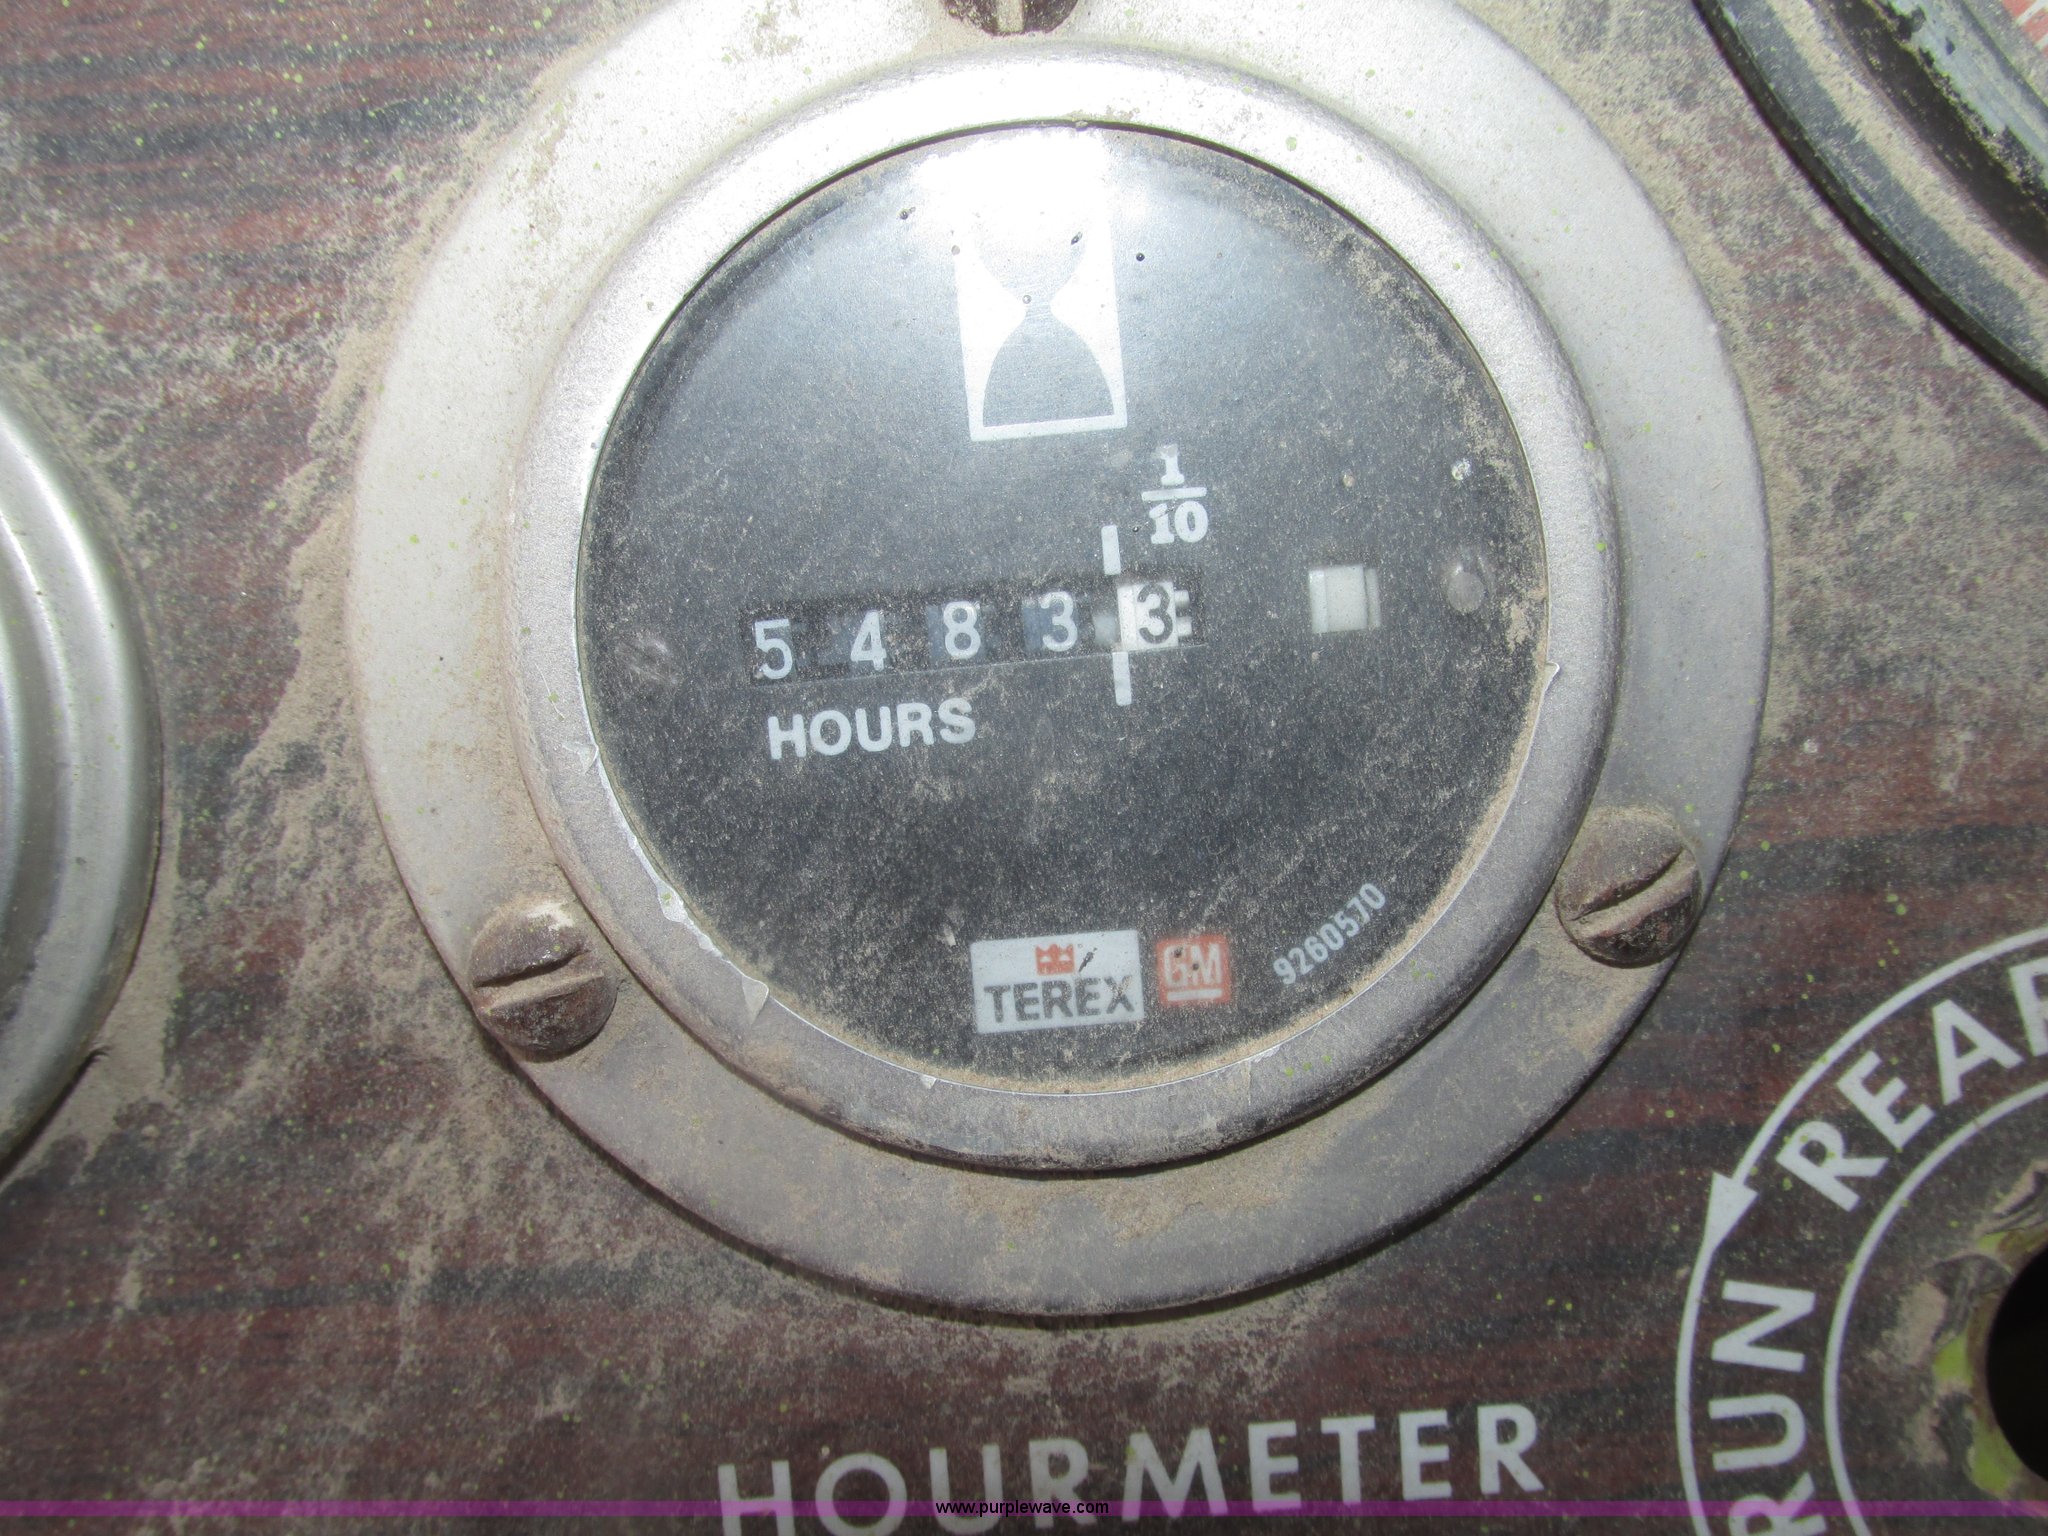 1
10
5 4 8 3 3
HOURS
TEREX GM
9260570
HOURMETER
RUN REAR
www.purplewave.com